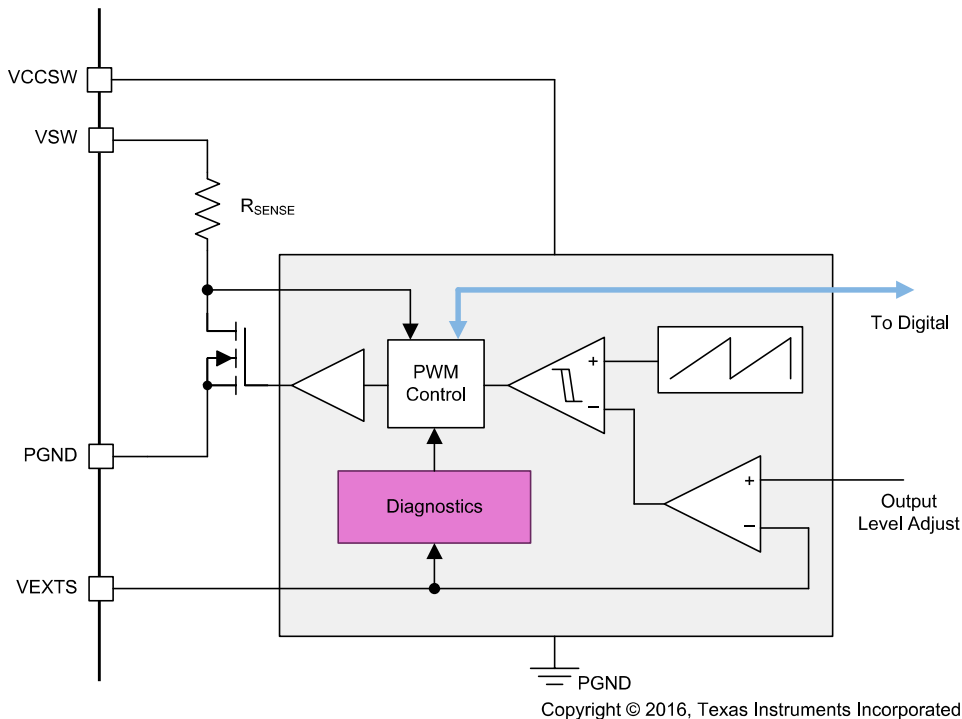 VCCSW
VSW
RSENSE
To Digital
PWM
Control
+
−
PGND
+
−
Output
Level Adjust
Diagnostics
VEXTS
PGND
Copyright © 2016, Texas Instruments Incorporated